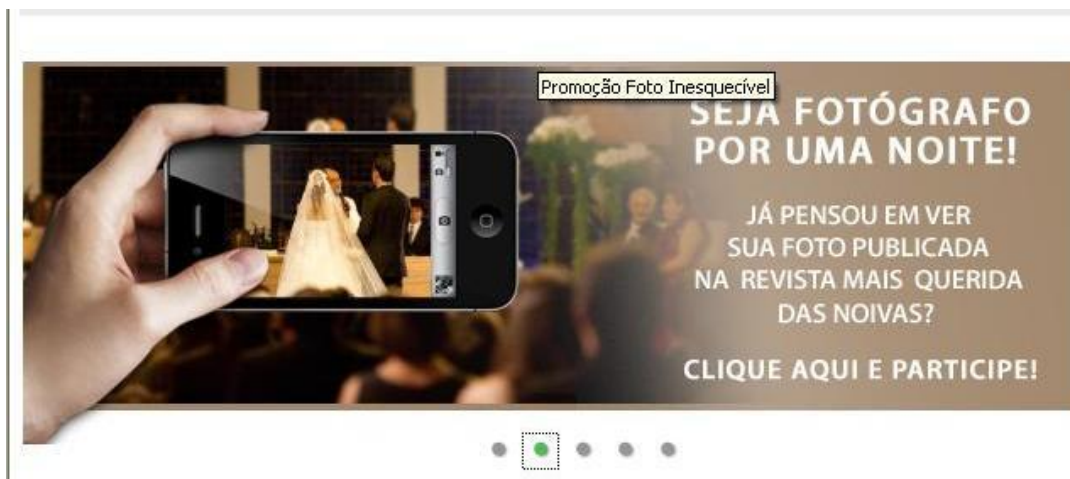 Promoção Foto Inesquecível
SEJA FOTÓGRAFO
POR UMA NOITE!
JÁ PENSOU EM VER
SUA FOTO PUBLICADA
NA REVISTA MAIS QUERIDA
DAS NOIVAS?
CLIQUE AQUI E PARTICIPE!